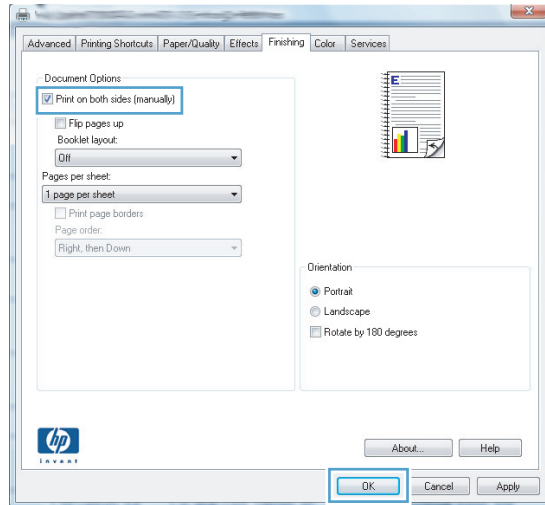 Advanced Printing Shortcuts Paper/Quality Effects Finishing Color Services
Document Options
Print on both sides (manually)
Flip pages up
Booklet layout:
Off
Pages per sheet:
1 page per sheet
Print page borders
Page order:
Right, then Down
E
Orientation
Portrait
Landscape
Rotate by 180 degrees
hp
invent
About... Help
OK Cancel Apply